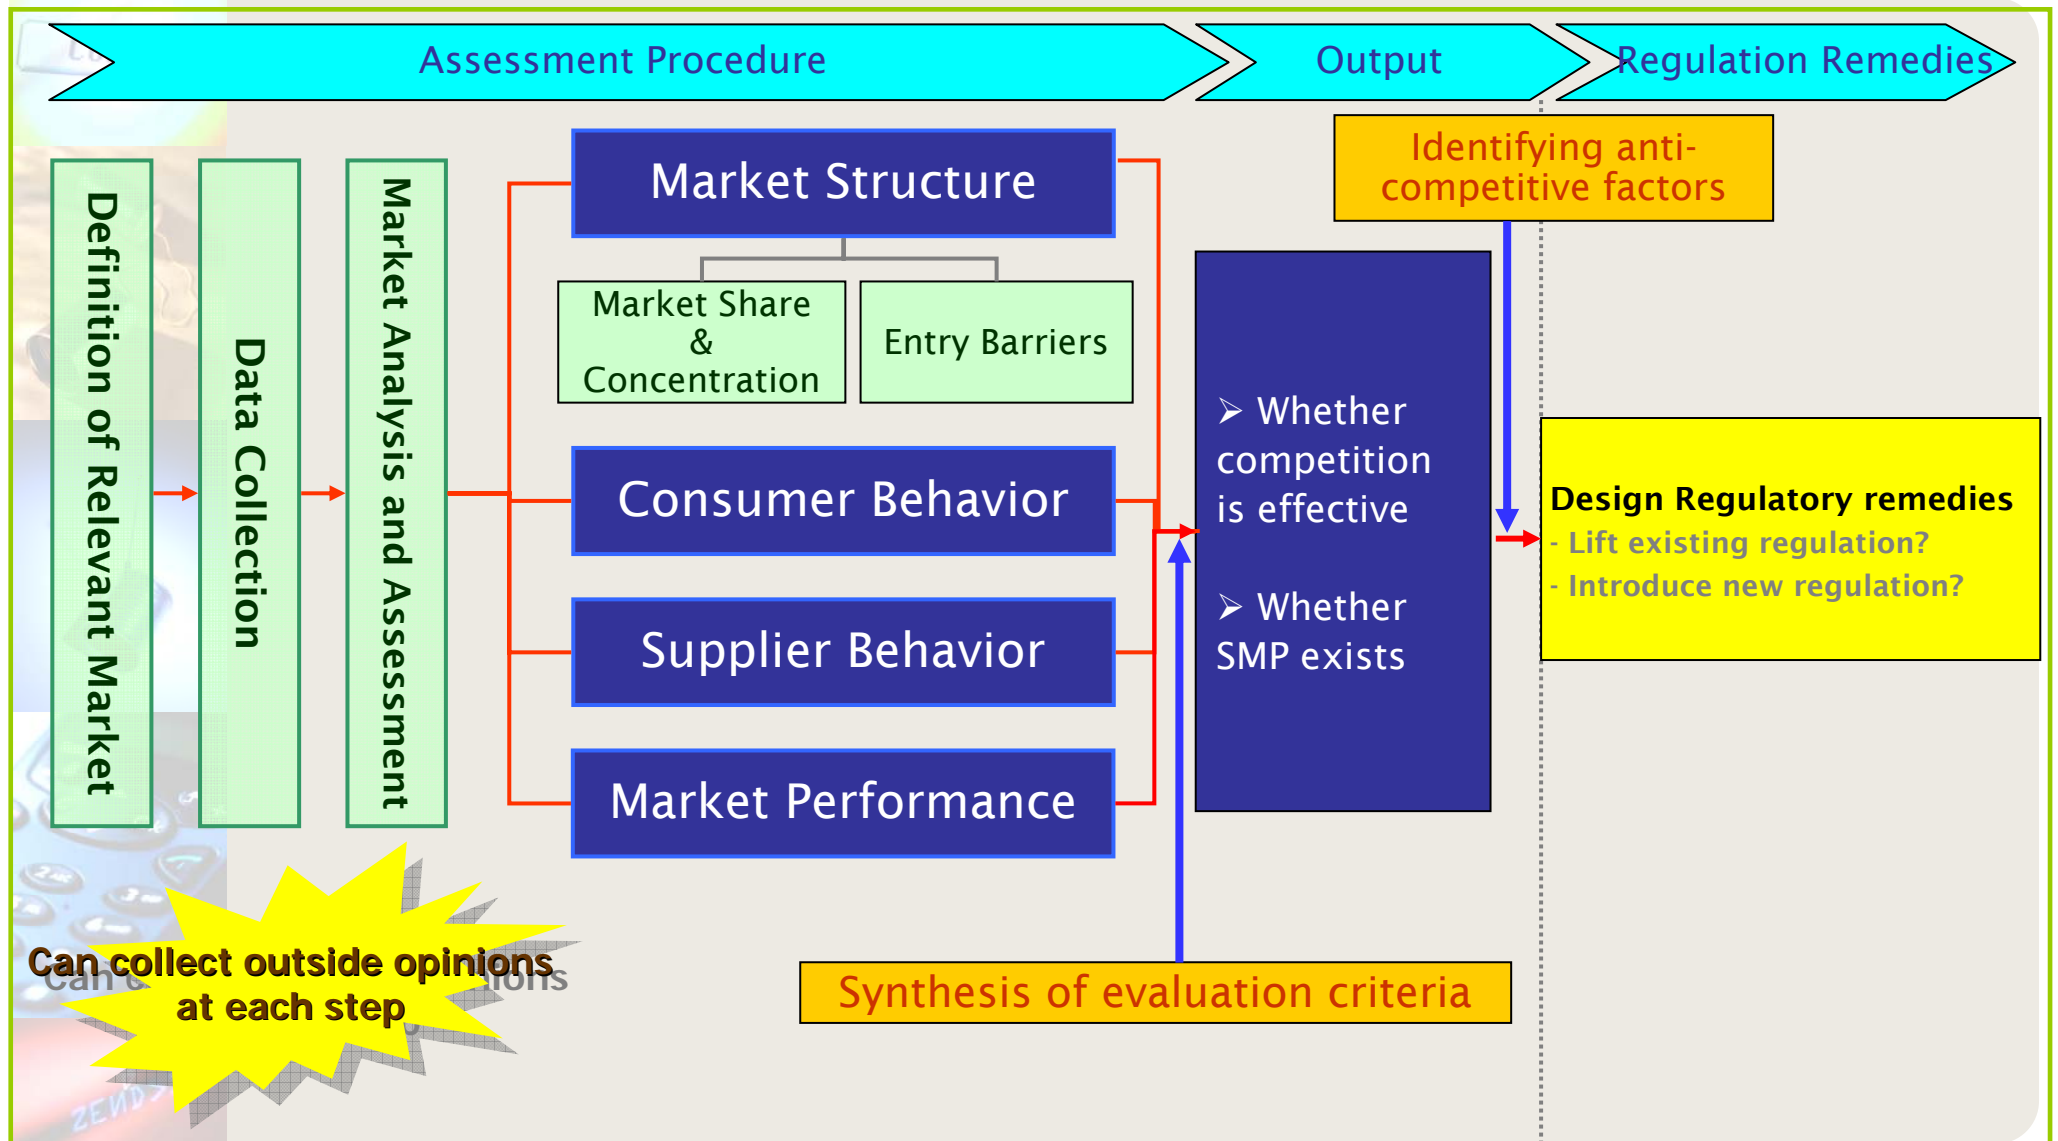 Assessment Procedure
Output
Regulation Remedies
Definition of Relevant Market
Data Collection
Market Analysis and Assessment
Market Structure
Market Share
&
Concentration
Entry Barriers
Consumer Behavior
Supplier Behavior
Market Performance
Identifying anti-
competitive factors
➢ Whether
competition
is effective
➢ Whether
SMP exists
Design Regulatory remedies
- Lift existing regulation?
- Introduce new regulation?
Can collect outside opinions
at each step
Synthesis of evaluation criteria